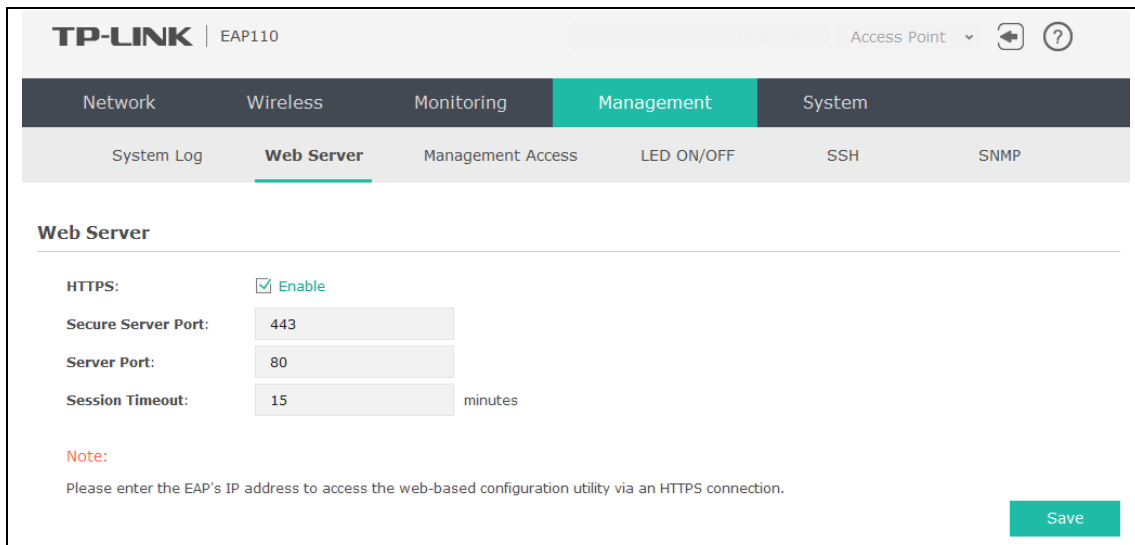 TP-LINK | EAP110 Access Point ?
Network Wireless Monitoring Management System
System Log Web Server Management Access LED ON/OFF SSH SNMP
Web Server
HTTPS: Enable
Secure Server Port: 443
Server Port: 80
Session Timeout: 15 minutes
Note:
Please enter the EAP's IP address to access the web-based configuration utility via an HTTPS connection.
Save